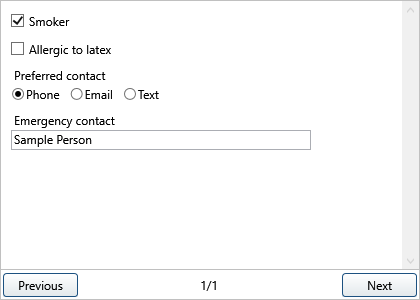 Smoker
Allergic to latex
Preferred contact
Phone Email Text
Emergency contact
Sample Person
Previous 1/1 Next